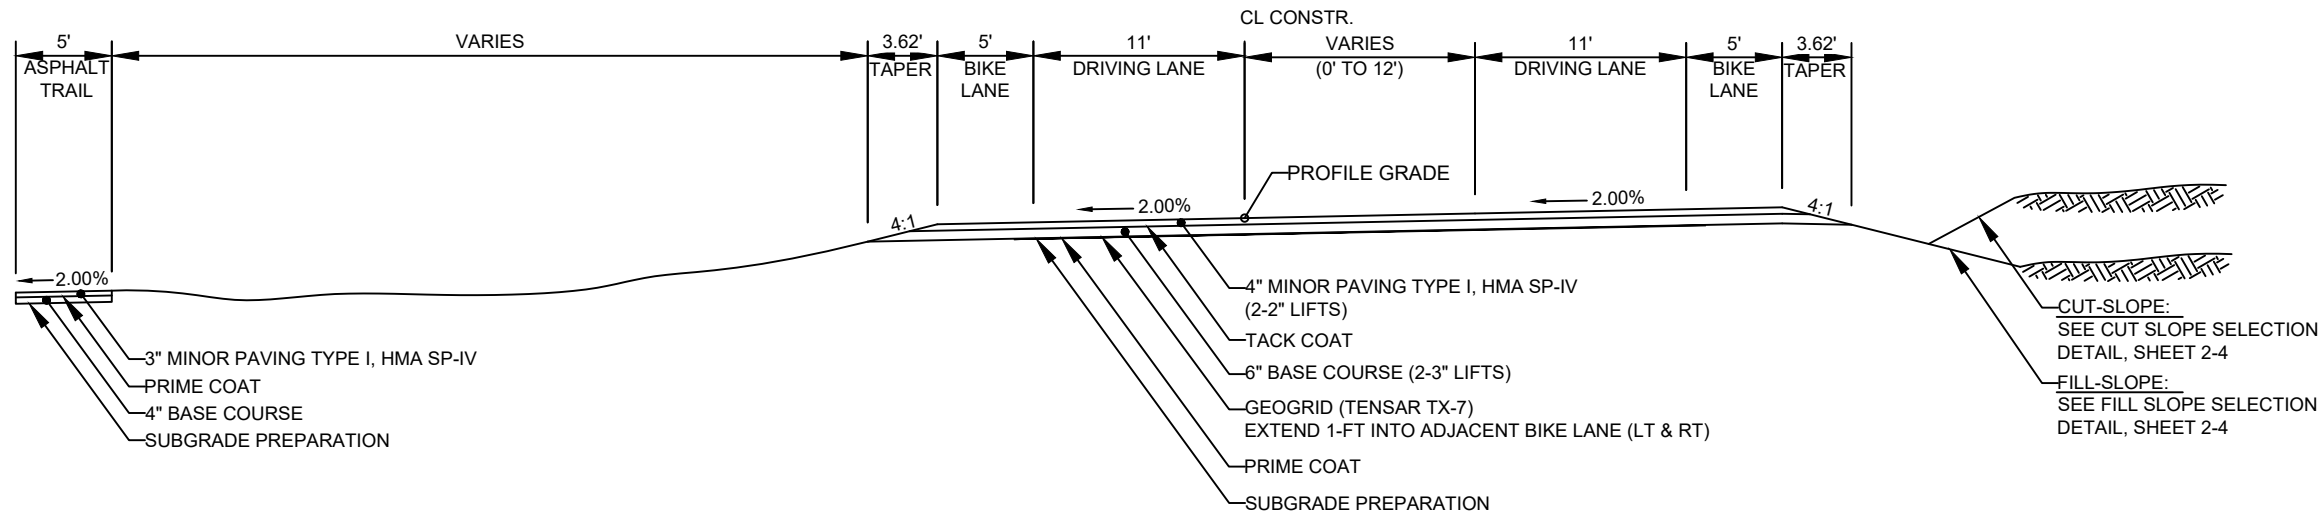 CL CONSTR.
5'
VARIES
3.62'
5'
11'
VARIES
11'
5'
3.62'
ASPHALT
TRAIL
TAPER
BIKE
LANE
DRIVING LANE
(0' TO 12')
DRIVING LANE
BIKE
LANE
TAPER
PROFILE GRADE
2.00%
2.00%
4:1
4:1
2.00%
4" MINOR PAVING TYPE I, HMA SP-IV
(2-2" LIFTS)
TACK COAT
6" BASE COURSE (2-3" LIFTS)
GEOGRID (TENSAR TX-7)
EXTEND 1-FT INTO ADJACENT BIKE LANE (LT & RT)
PRIME COAT
SUBGRADE PREPARATION
3" MINOR PAVING TYPE I, HMA SP-IV
PRIME COAT
4" BASE COURSE
SUBGRADE PREPARATION
CUT-SLOPE:
SEE CUT SLOPE SELECTION
DETAIL, SHEET 2-4
FILL-SLOPE:
SEE FILL SLOPE SELECTION
DETAIL, SHEET 2-4